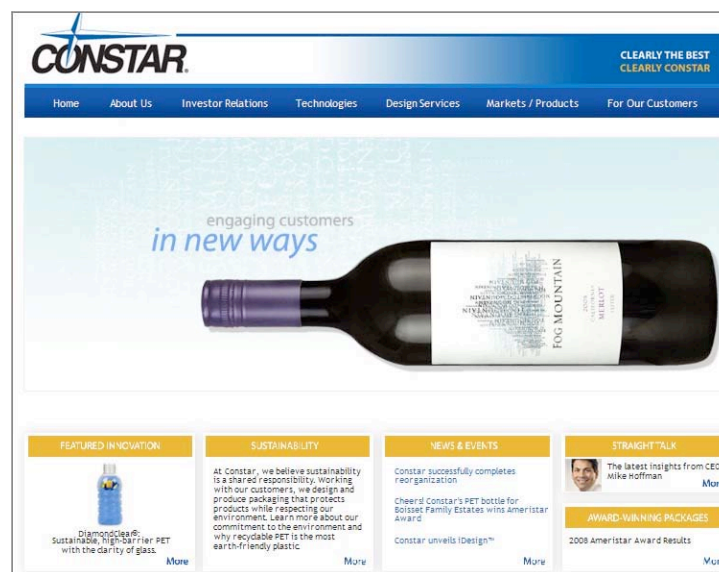 CONSTAR®
CLEARLY THE BEST
CLEARLY CONSTAR
Home About Us Investor Relations Technologies Design Services Markets / Products For Our Customers
engaging customers
in new ways
FOG MOUNTAIN
CALIFORNIA
MERLOT
FEATURED INNOVATION
DiamondClear®:
Sustainable, high-barrier PET
with the clarity of glass.
More
SUSTAINABILITY
At Constar, we believe sustainability
is a shared responsibility. Working
with our customers, we design and
produce packaging that protects
products while respecting our
environment. Learn more about our
commitment to the environment and
why recyclable PET is the most
earth-friendly plastic.
More
NEWS & EVENTS
Constar successfully completes
reorganization
Cheers! Constar's PET bottle for
Boisset Family Estates wins Ameristar
Award
Constar unveils iDesign™
More
STRAIGHT TALK
The latest insights from CEO
Mike Hoffman
Mor
AWARD-WINNING PACKAGES
2008 Ameristar Award Results
Mor